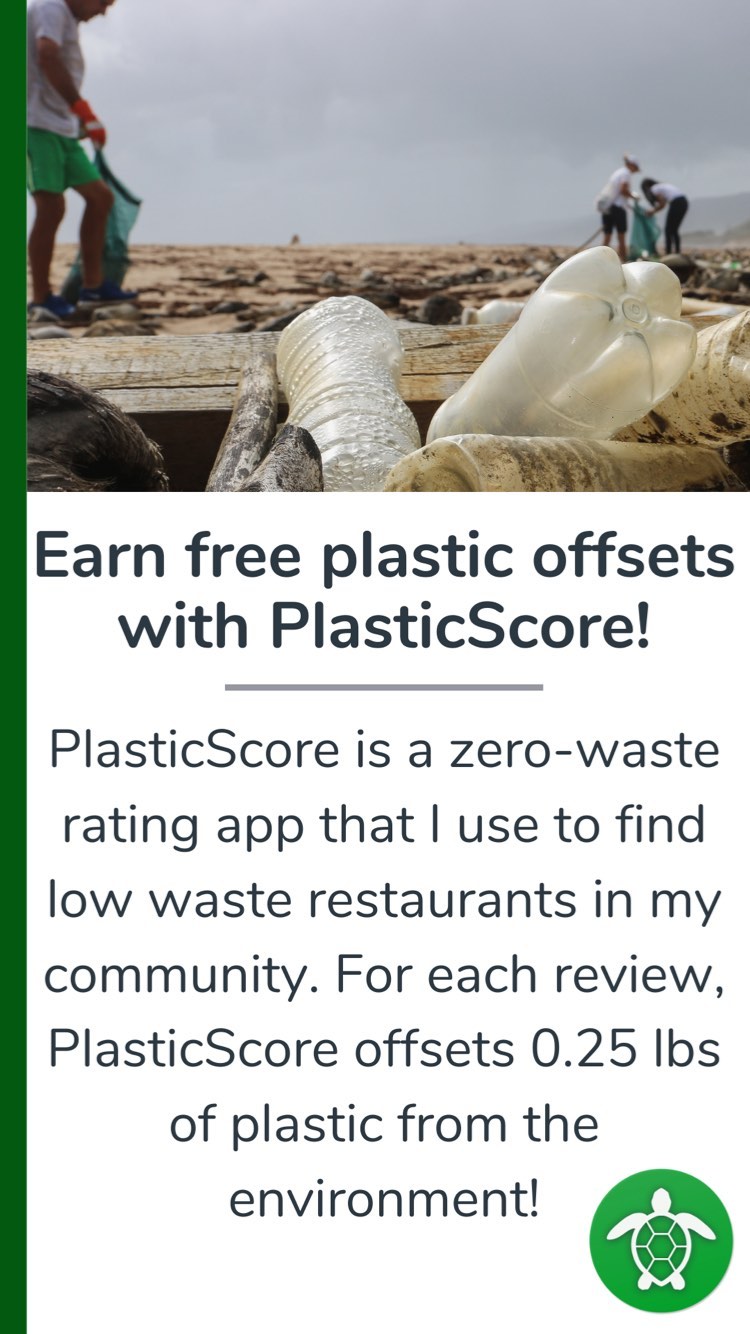 Earn free plastic offsets
with PlasticScore!
PlasticScore is a zero-waste
rating app that I use to find
low waste restaurants in my
community. For each review,
PlasticScore offsets 0.25 lbs
of plastic from the
environment!